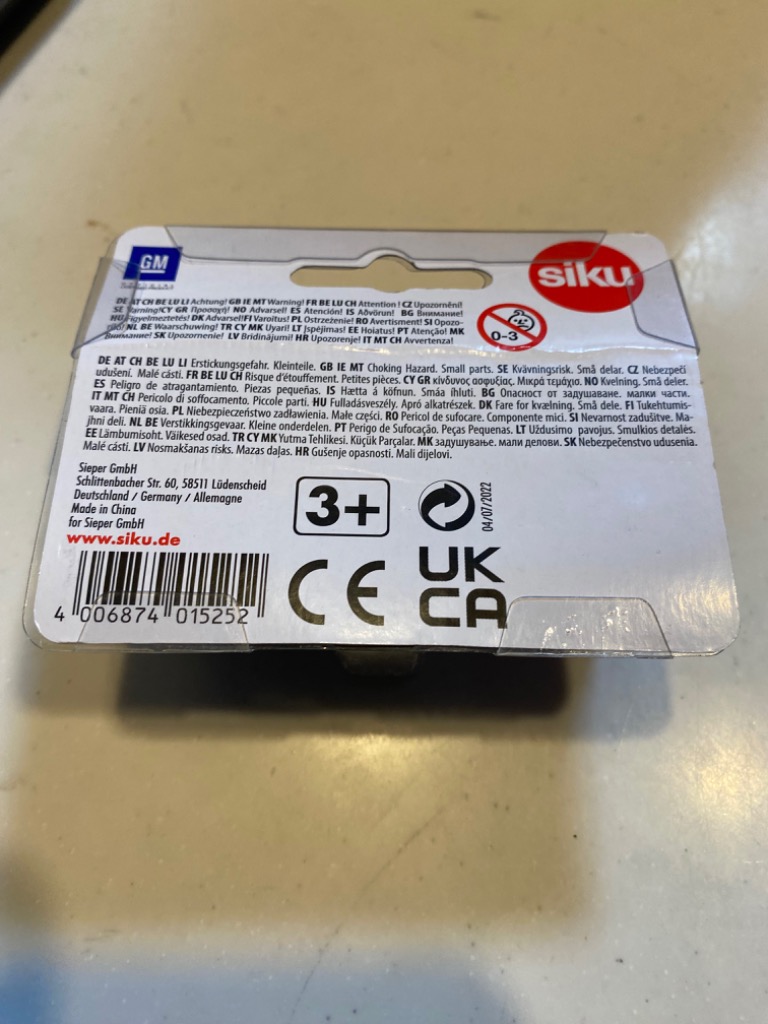 GM
siku
DE AT CH BE LU LI Achtung! GB IE MT Warning! FR BE LU CH Attention ! CZ Upozornění!
SE Varning! CY GR Προσοχή! NO Advarsel! ES Atención! IS Aðvörun! BG Внимание!
HU Figyelmeztetés! DK Advarsel! FI Varoitus! PL Ostrzeżenie! RO Avertisment! SI Opozo-
rilo! NL BE Waarschuwing! TR CY MK Uyari! LT Įspėjimas! EE Hoiatus! PT Atenção! MK
Внимание! SK Upozornenie! LV Bridinājumi! HR Upozorenje! IT MT CH Avvertenza!
0-3
DE AT CH BE LU LI Erstickungsgefahr. Kleinteile. GB IE MT Choking Hazard. Small parts. SE Kvävningsrisk. Små delar. CZ Nebezpečí
udušení. Malé části. FR BE LU CH Risque d'étouffement. Petites pièces. CY GR κίνδυνος ασφυξίας. Μικρά τεμάχια. NO Kvelning. Små deler.
ES Peligro de atragantamiento. Piezas pequeñas. IS Hætta á köfnun. Smáa íhluti. BG Опасност от задушаване. малки части.
IT MT CH Pericolo di soffocamento. Piccole parti. HU Fulladásveszély. Apró alkatrészek. DK Fare for kvælning. Små dele. FI Tukehtumis-
vaara. Pieniä osia. PL Niebezpieczeństwo zadławienia. Małe części. RO Pericol de sufocare. Componente mici. SI Nevarnost zadušitve. Ma-
jhni deli. NL BE Verstikkingsgevaar. Kleine onderdelen. PT Perigo de Sufocação. Peças Pequenas. LT Uždusimo pavojus. Smulkios detalės.
EE Lämbumisoht. Väikesed osad. TR CY MK Yutma Tehlikesi. Küçük Parçalar. MK задушување. мали делови. SK Nebezpečenstvo udusenia.
Malé časti. LV Nosmakšanas risks. Mazas daļas. HR Gušenje opasnosti. Mali dijelovi.
Sieper GmbH
Schlittenbacher Str. 60, 58511 Lüdenscheid
Deutschland / Germany / Allemagne
Made in China
for Sieper GmbH
www.siku.de
3+
04/07/2022
4 006874 015252
CE
UK
CA